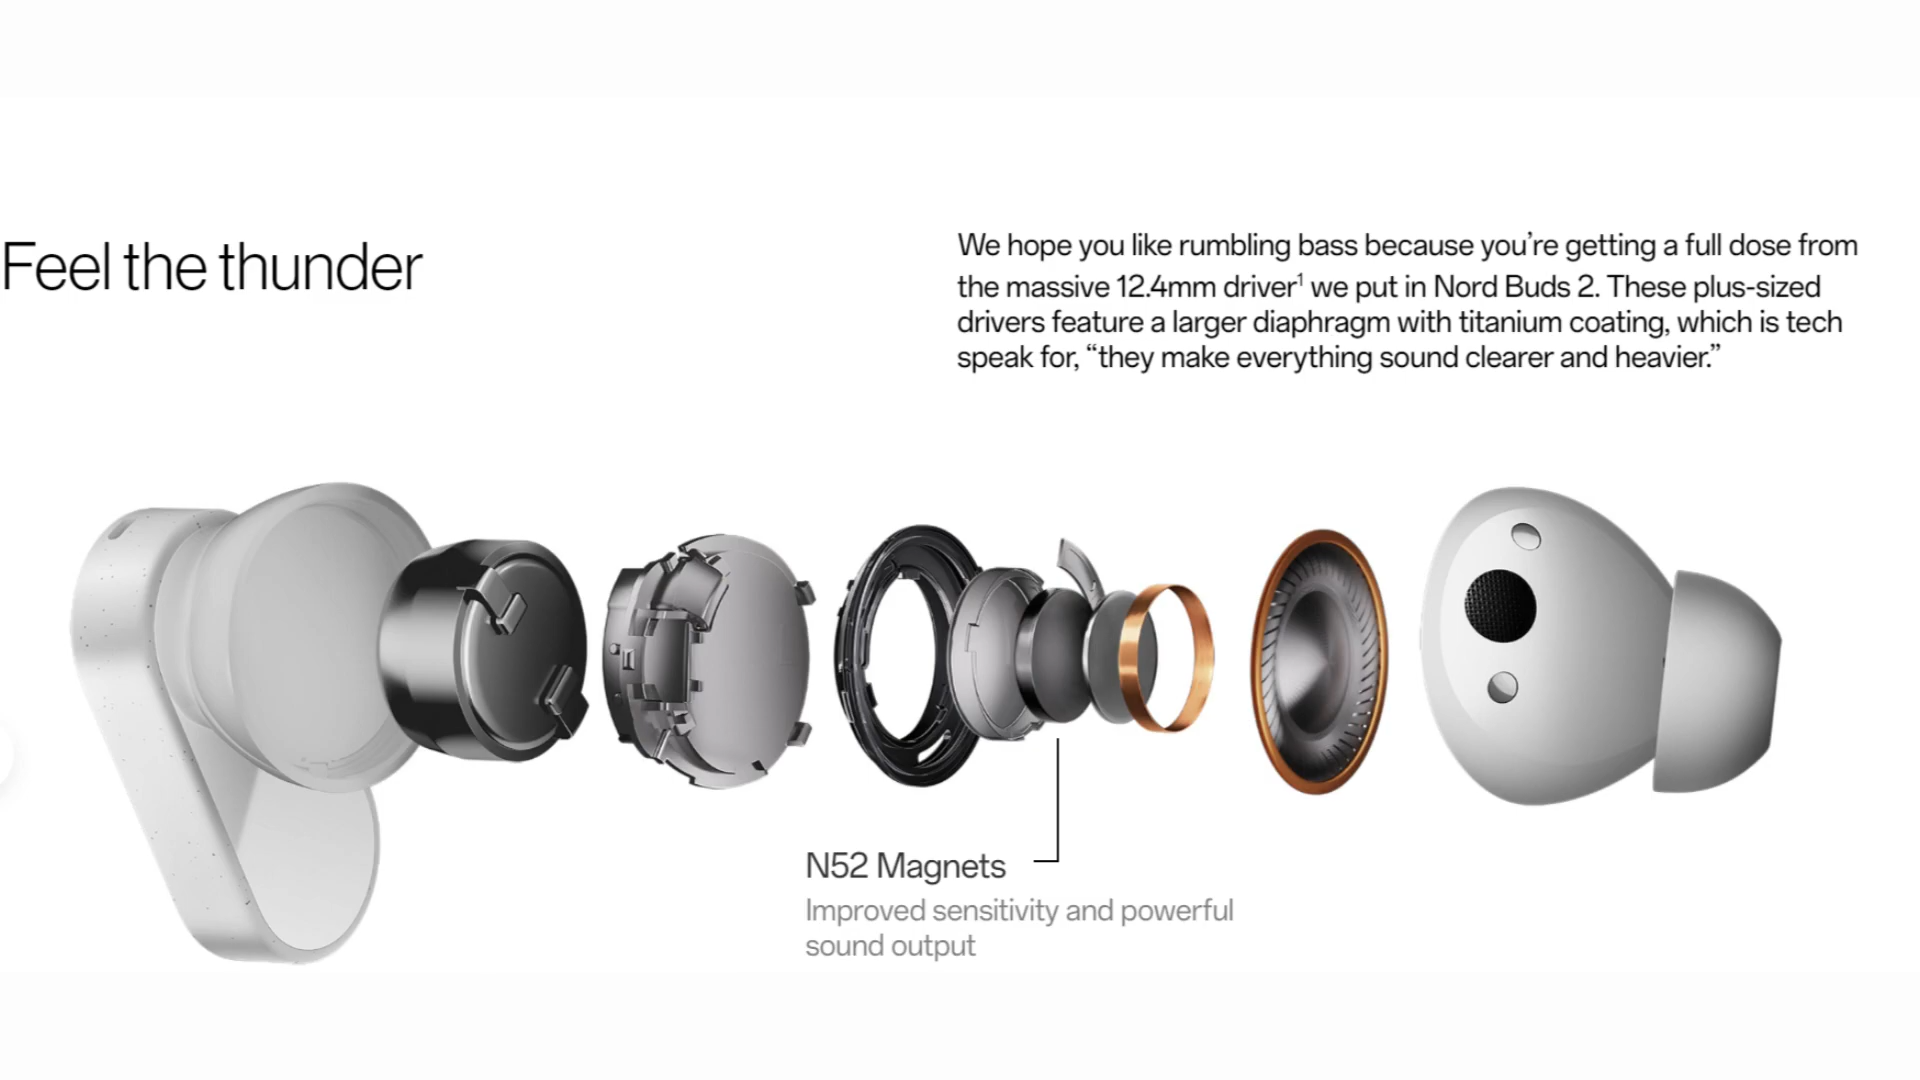 Feel the thunder
We hope you like rumbling bass because you’re getting a full dose from
the massive 12.4mm driver¹ we put in Nord Buds 2. These plus-sized
drivers feature a larger diaphragm with titanium coating, which is tech
speak for, “they make everything sound clearer and heavier.”
N52 Magnets
Improved sensitivity and powerful
sound output